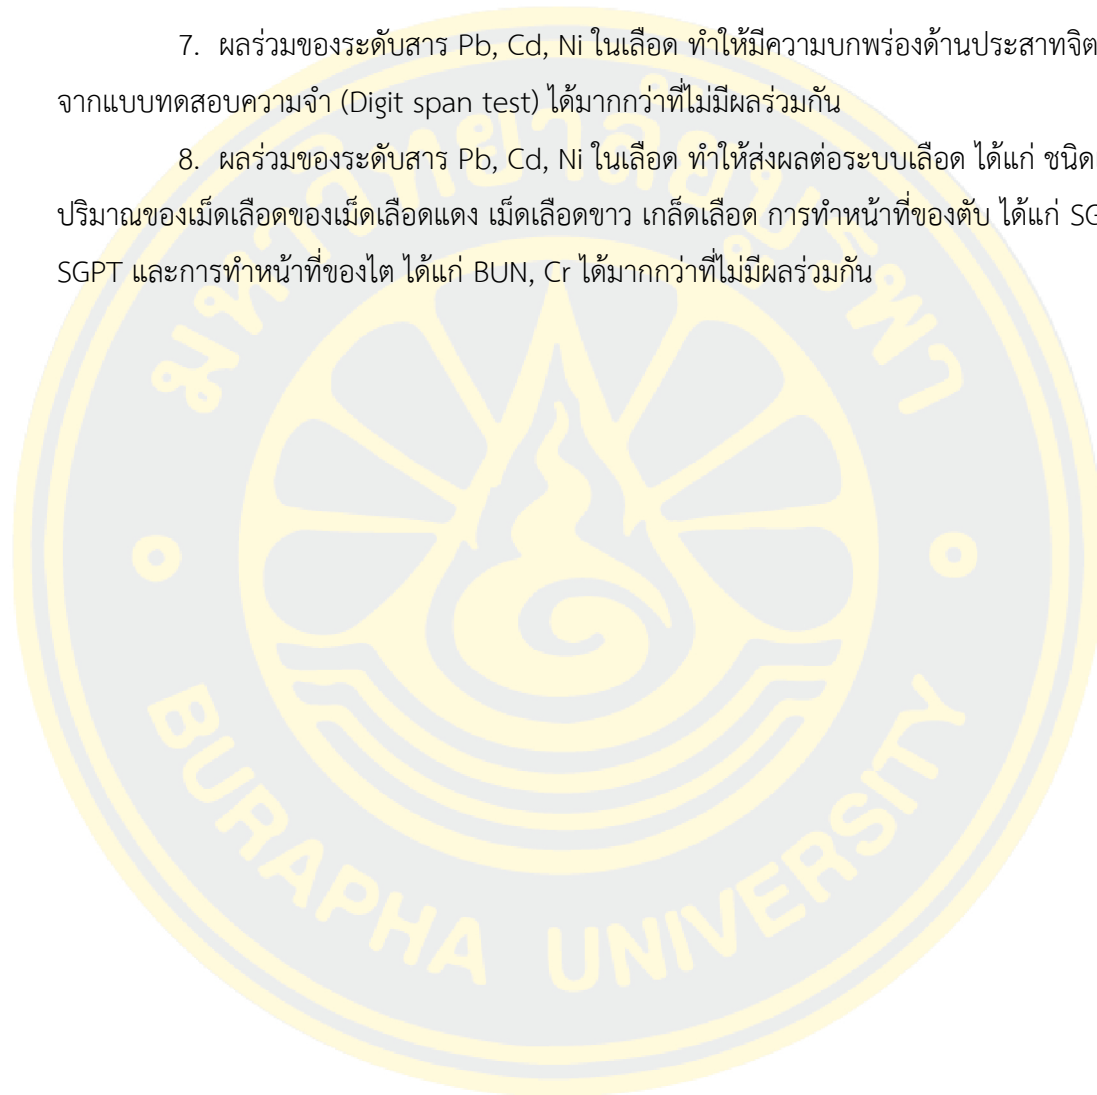 7. ผลร่วมของระดับสาร Pb, Cd, Ni ในเลือด ทำให้มีความบกพร่องด้านประสาทจิต
จากแบบทดสอบความจำ (Digit span test) ได้มากกว่าที่ไม่มีผลร่วมกัน
8. ผลร่วมของระดับสาร Pb, Cd, Ni ในเลือด ทำให้ส่งผลต่อระบบเลือด ได้แก่ ชนิด
ปริมาณของเม็ดเลือดของเม็ดเลือดแดง เม็ดเลือดขาว เกล็ดเลือด การทำหน้าที่ของตับ ได้แก่
SGPT และการทำหน้าที่ของไต ได้แก่ BUN, Cr ได้มากกว่าที่ไม่มีผลร่วมกัน
มหาวิทยาลัยบูรพา
BURAPHA UNIVERSITY